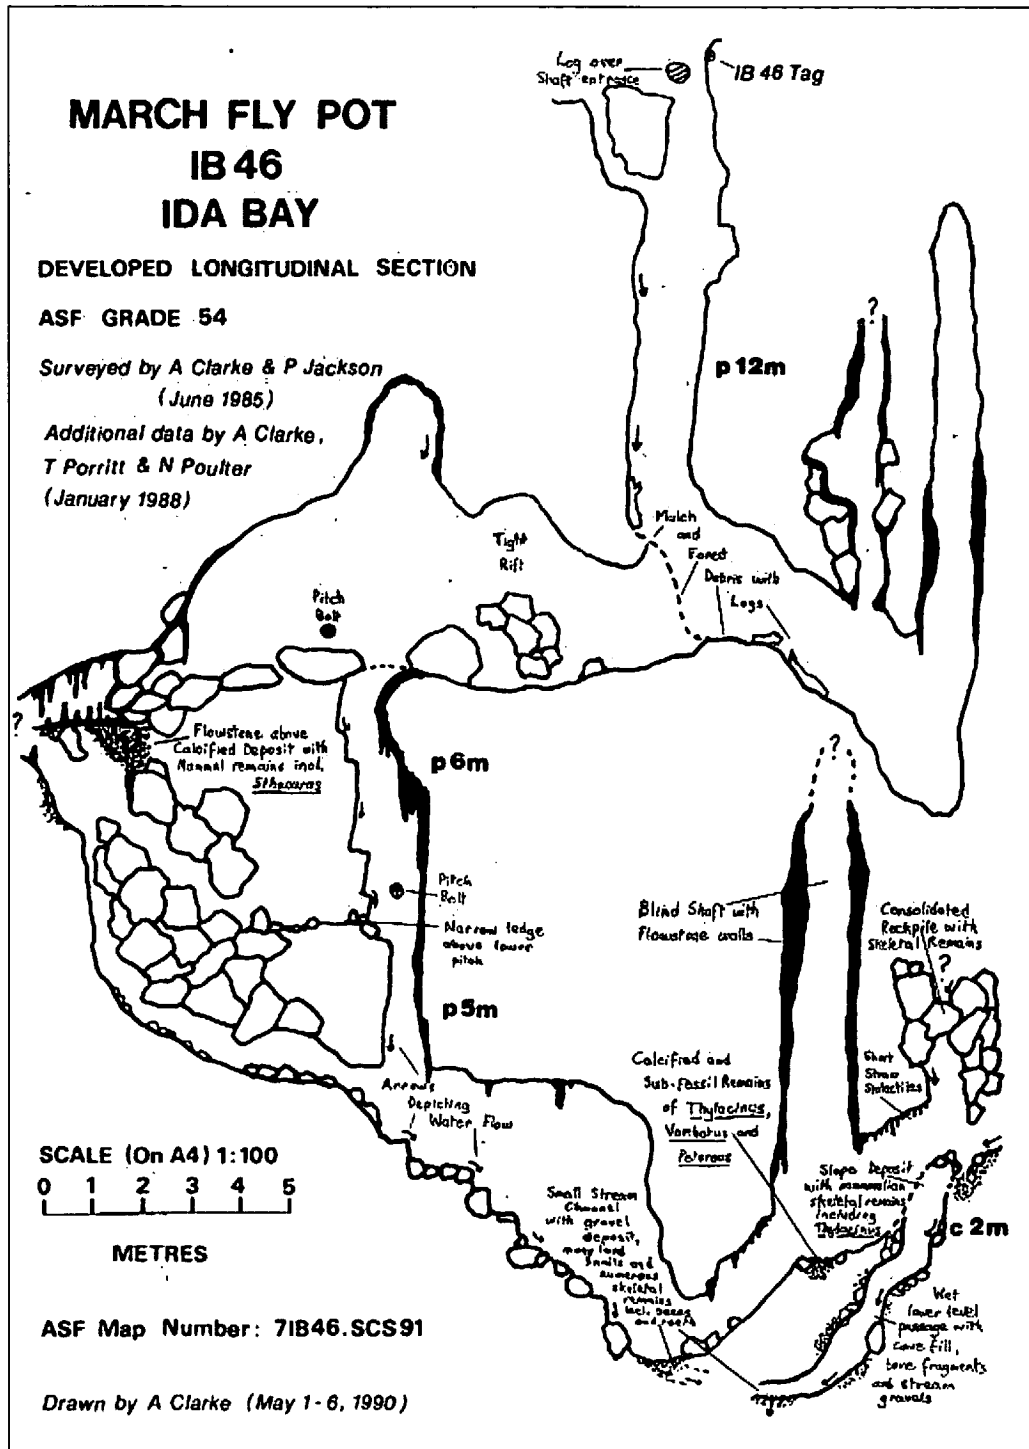 MARCH FLY POT
IB 46
IDA BAY
DEVELOPED LONGITUDINAL SECTION
ASF GRADE 54
Surveyed by A Clarke & P Jackson
(June 1985)
Additional data by A Clarke,
T Porritt & N Poulter
(January 1988)
Log over
Shaft entrance
IB 46 Tag
?
p12m
Mulch
and
Forest
Debris with
Logs
Tight
Rift
Pitch
Bolt
?
Flowstone above
Calcified Deposit with
Mammal remains incl.
p6m
?
Pitch
Bolt
Narrow ledge
above lower
pitch
Blind Shaft with
Flowstone walls
Consolidated
Rockpile with
Skeletal Remains
?
p5m
Short
Straw
Stalactites
Calcified and
Sub-Fossil Remains
of Thylacinus,
Vombatus and
Potorous
Arrows
Depicting
Water Flow
Slope Deposit
with mammalian
skeletal remains
including
Thylacinus
c2m
Small Stream
Channel
with gravel
deposit,
many land
Snails and
numerous
skeletal
remains
incl.
and teeth
Wet
lower level
passage with
cave fill,
bone fragments
and stream
gravels
SCALE (On A4) 1:100
0 1 2 3 4 5
METRES
ASF Map Number: 7IB46.SCS91
Drawn by A Clarke (May 1-6, 1990)